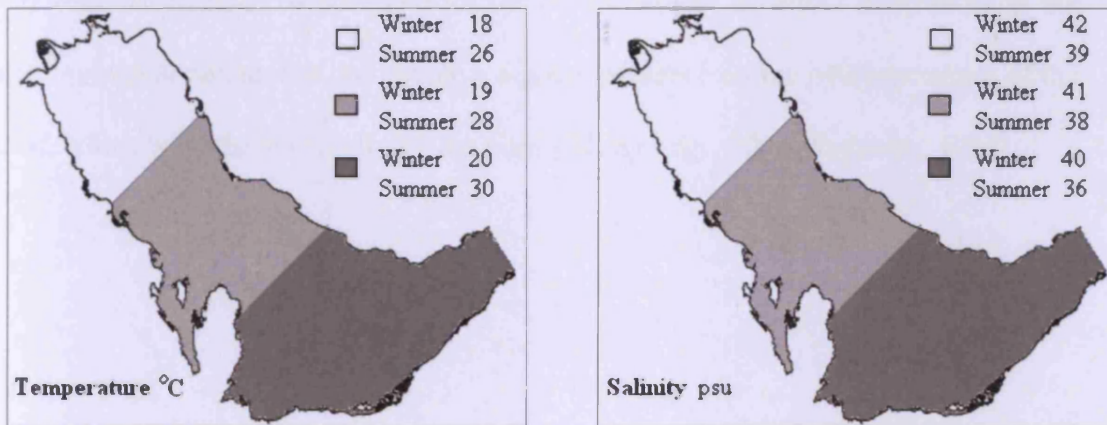 Winter 18
Summer 26
Winter 19
Summer 28
Winter 20
Summer 30
Temperature °C
Winter 42
Summer 39
Winter 41
Summer 38
Winter 40
Summer 36
Salinity psu